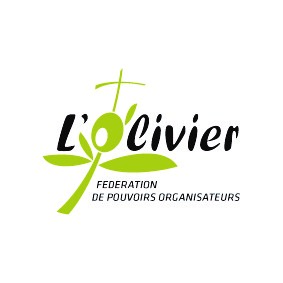 L'Olivier
FEDERATION
DE POUVOIRS ORGANISATEURS